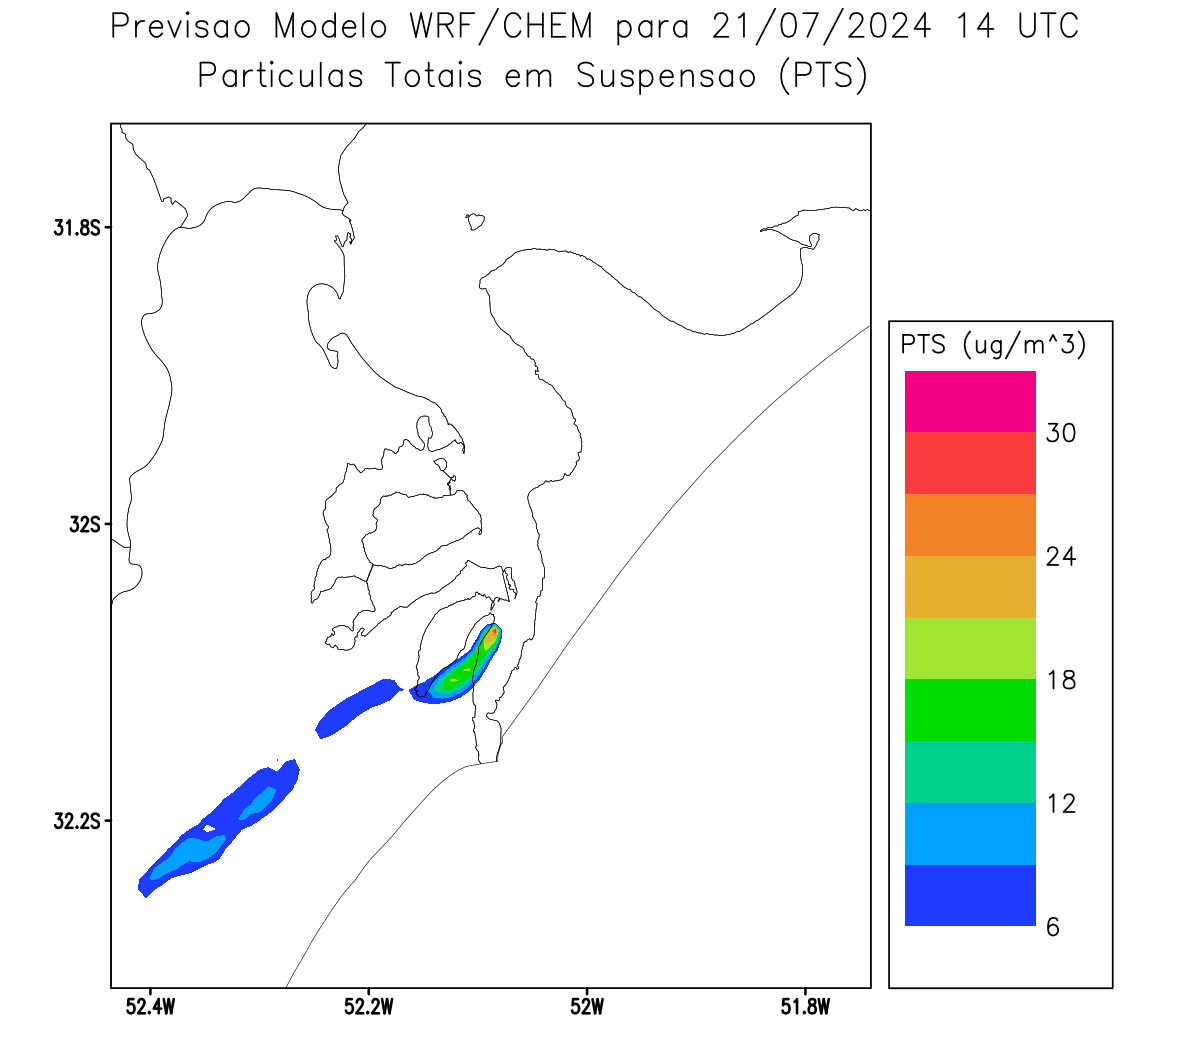 Previsao Modelo WRF/CHEM para 21/07/2024 14 UTC
Particulas Totais em Suspensao (PTS)
31.8S
32S
32.2S
52.4W
52.2W
52W
51.8W
PTS (ug/m^3)
30
24
18
12
6